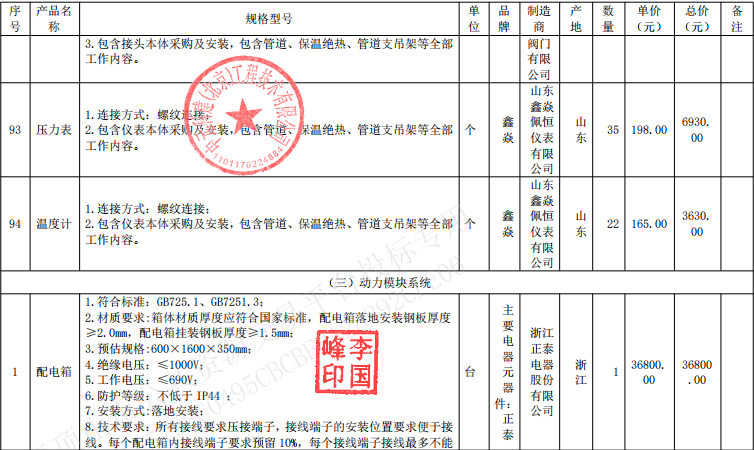 序号 产品名称 规格型号 单位 品牌 制造商 产地 数量 单价（元） 总价（元） 备注
3.包含接头本体采购及安装，包含管道、保温绝热、管道支吊架等全部
工作内容。
阀门有限公司
93 压力表
1.连接方式：螺纹连接；
2.包含仪表本体采购及安装，包含管道、保温绝热、管道支吊架等全部
工作内容。
个 鑫焱 山东鑫焱佩恒仪表有限公司 山东 35 198.00 6930.00
94 温度计
1.连接方式：螺纹连接；
2.包含仪表本体采购及安装，包含管道、保温绝热、管道支吊架等全部
工作内容。
个 鑫焱 山东鑫焱佩恒仪表有限公司 山东 22 165.00 3630.00
（三）动力模块系统
1 配电箱
1.符合标准：GB725.1、GB7251.3；
2.材质要求:箱体材质厚度应符合国家标准，配电箱落地安装钢板厚度
≥2.0mm，配电箱挂装钢板厚度≥1.5mm；
3.预估规格:600×1600×350mm；
4.绝缘电压：≤1000V；
5.工作电压：≤690V；
6.防护等级：不低于 IP44 ；
7.安装方式:落地安装；
8.技术要求：所有接线要求压接端子，接线端子的安装位置要求便于接
线。每个配电箱内接线端子要求预留 10%，每个接线端子接线最多不能
台 主要电器元器件：正泰 浙江正泰电器股份有限公司 浙江 1 36800.00 36800.00
（北京）工程技术有限公司
1101170224884
李国峰印